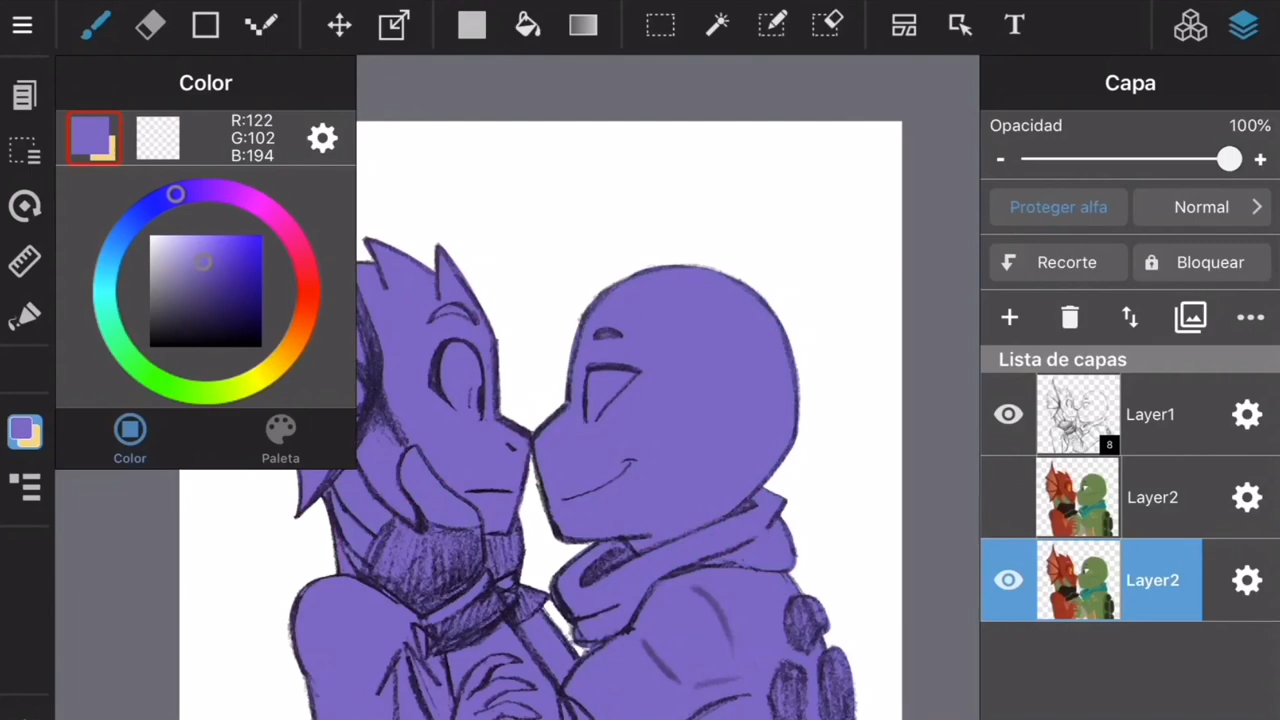 T
Color
R:122
G:102
B:194
Color
Paleta
Capa
Opacidad
100%
-
+
Proteger alfa
Normal
Recorte
Bloquear
Lista de capas
Layer1
8
Layer2
Layer2